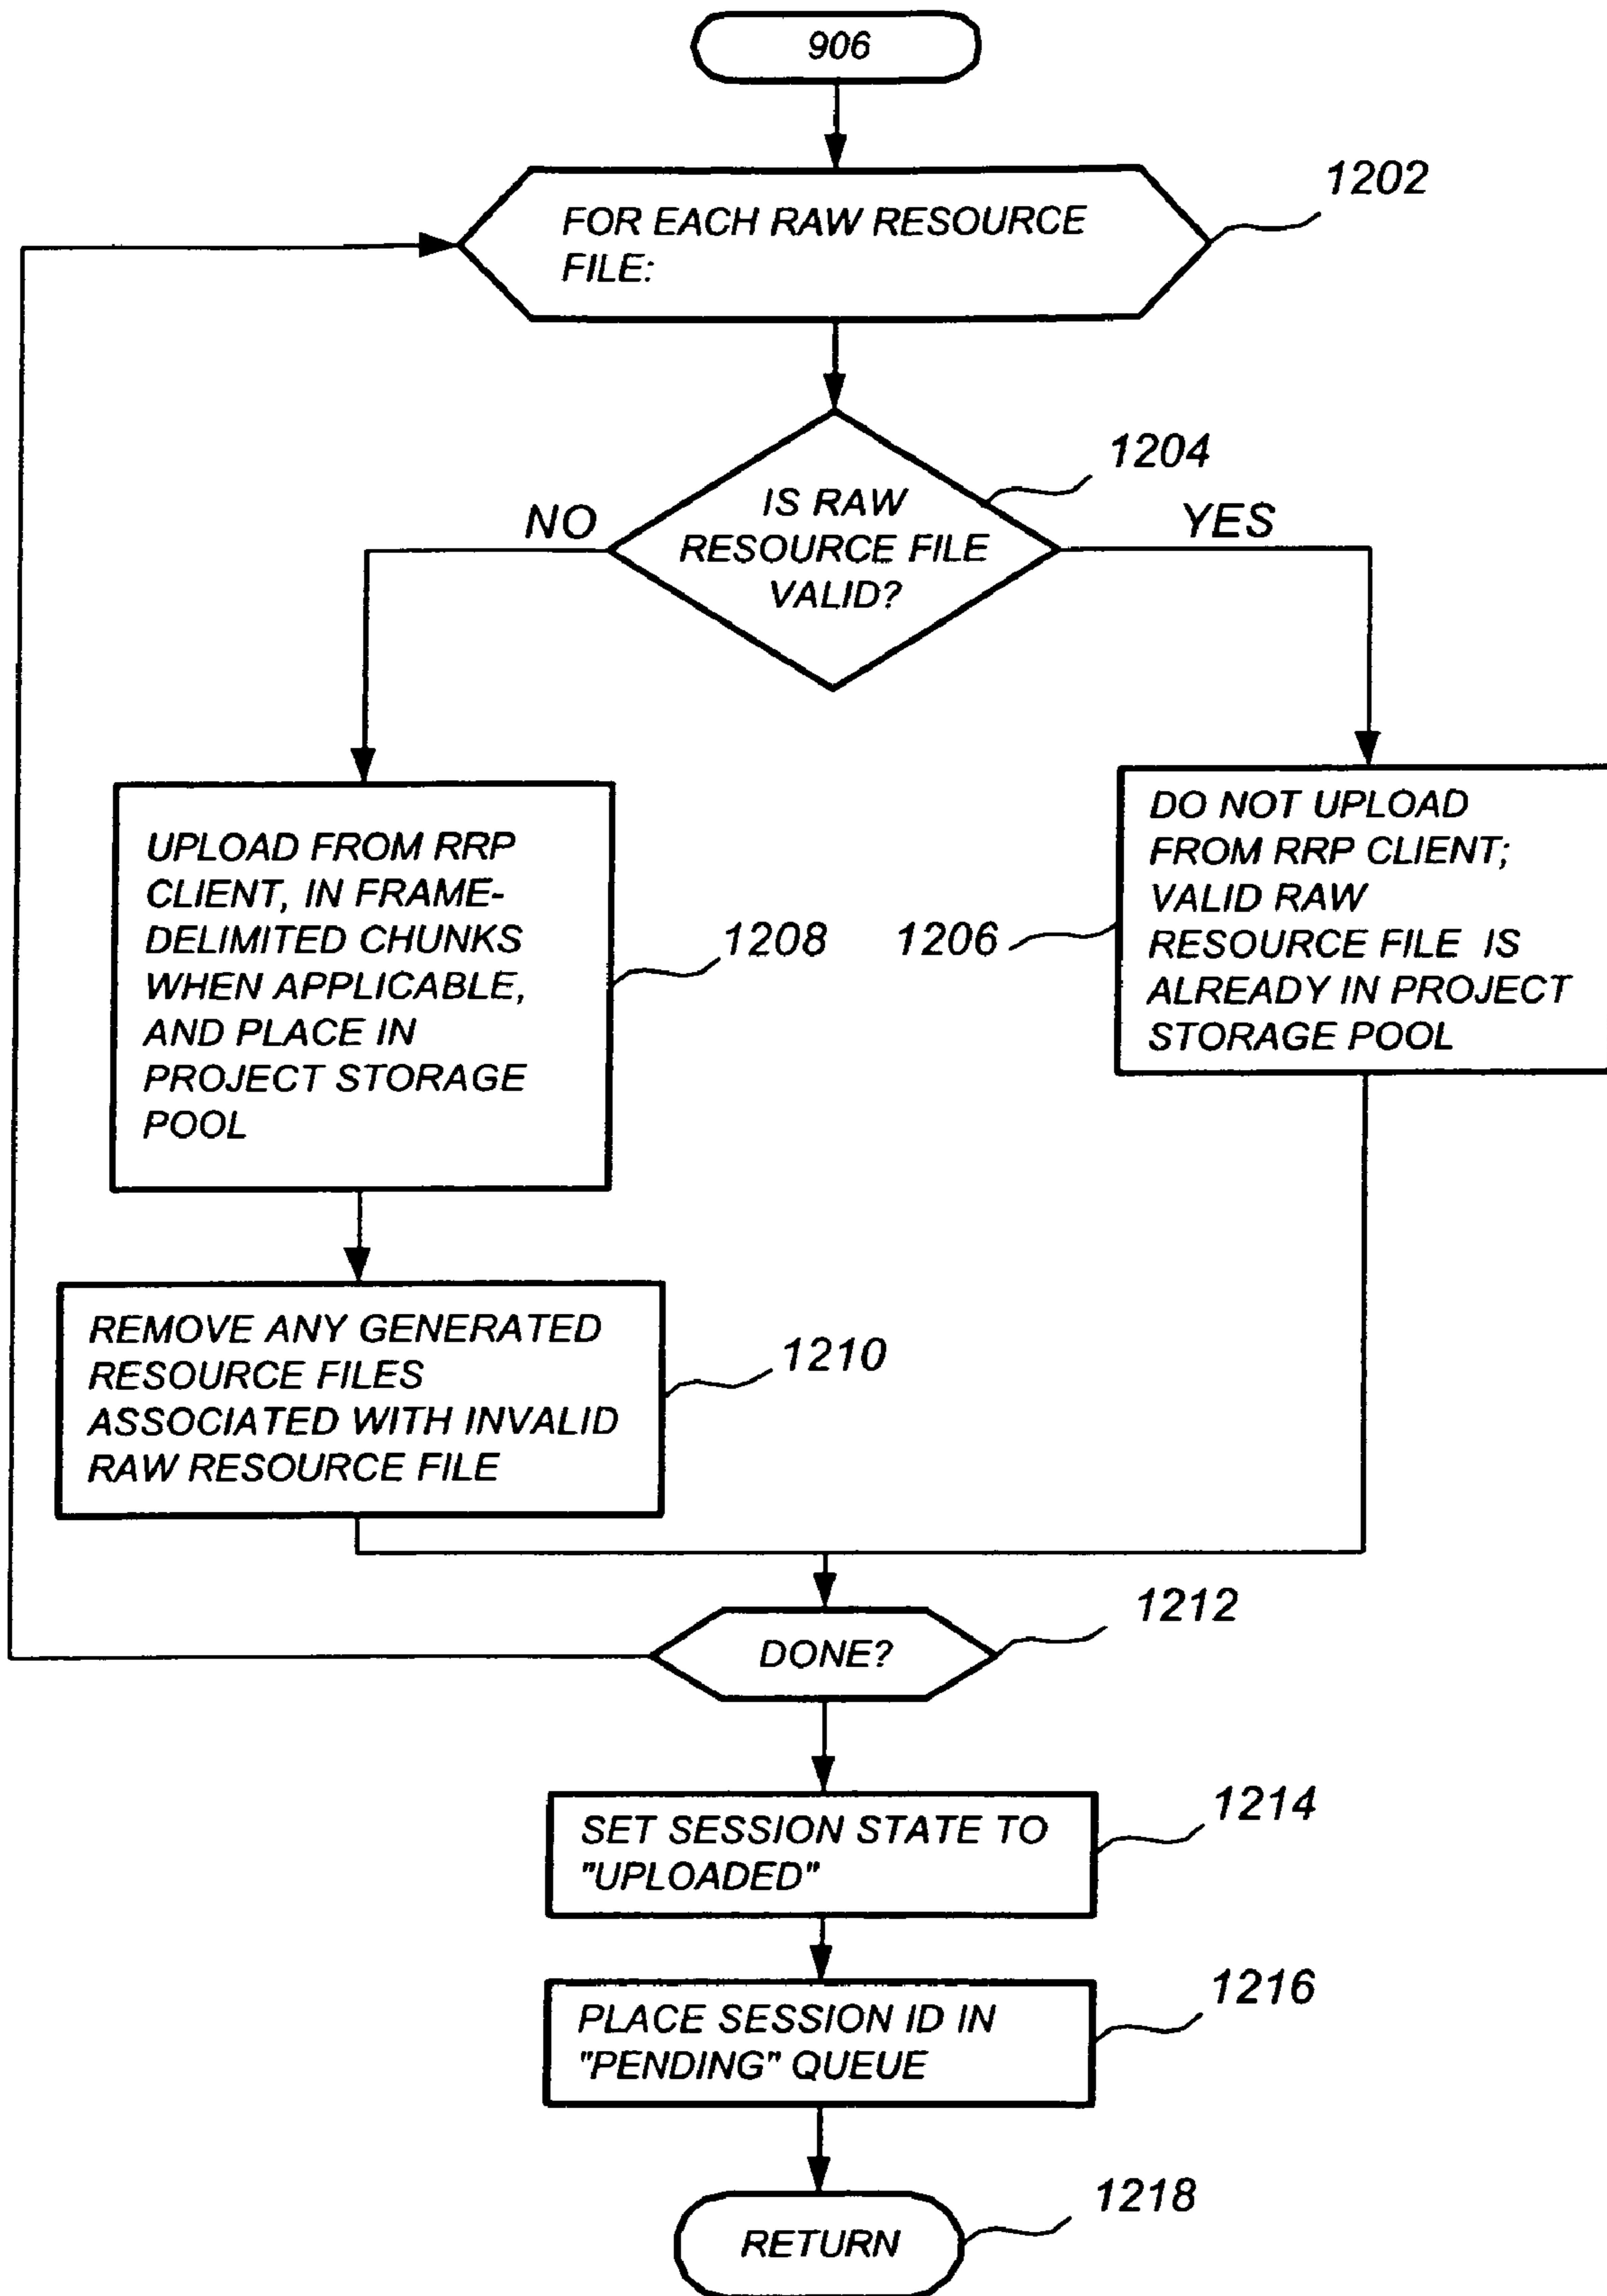 906
1202
FOR EACH RAW RESOURCE
FILE:
1204
NO
YES
IS RAW
RESOURCE FILE
VALID?
UPLOAD FROM RRP
CLIENT, IN FRAME-
DELIMITED CHUNKS
WHEN APPLICABLE,
AND PLACE IN
PROJECT STORAGE
POOL
1208
1206
DO NOT UPLOAD
FROM RRP CLIENT;
VALID RAW
RESOURCE FILE IS
ALREADY IN PROJECT
STORAGE POOL
REMOVE ANY GENERATED
RESOURCE FILES
ASSOCIATED WITH INVALID
RAW RESOURCE FILE
1210
1212
DONE?
1214
SET SESSION STATE TO
"UPLOADED"
1216
PLACE SESSION ID IN
"PENDING" QUEUE
1218
RETURN